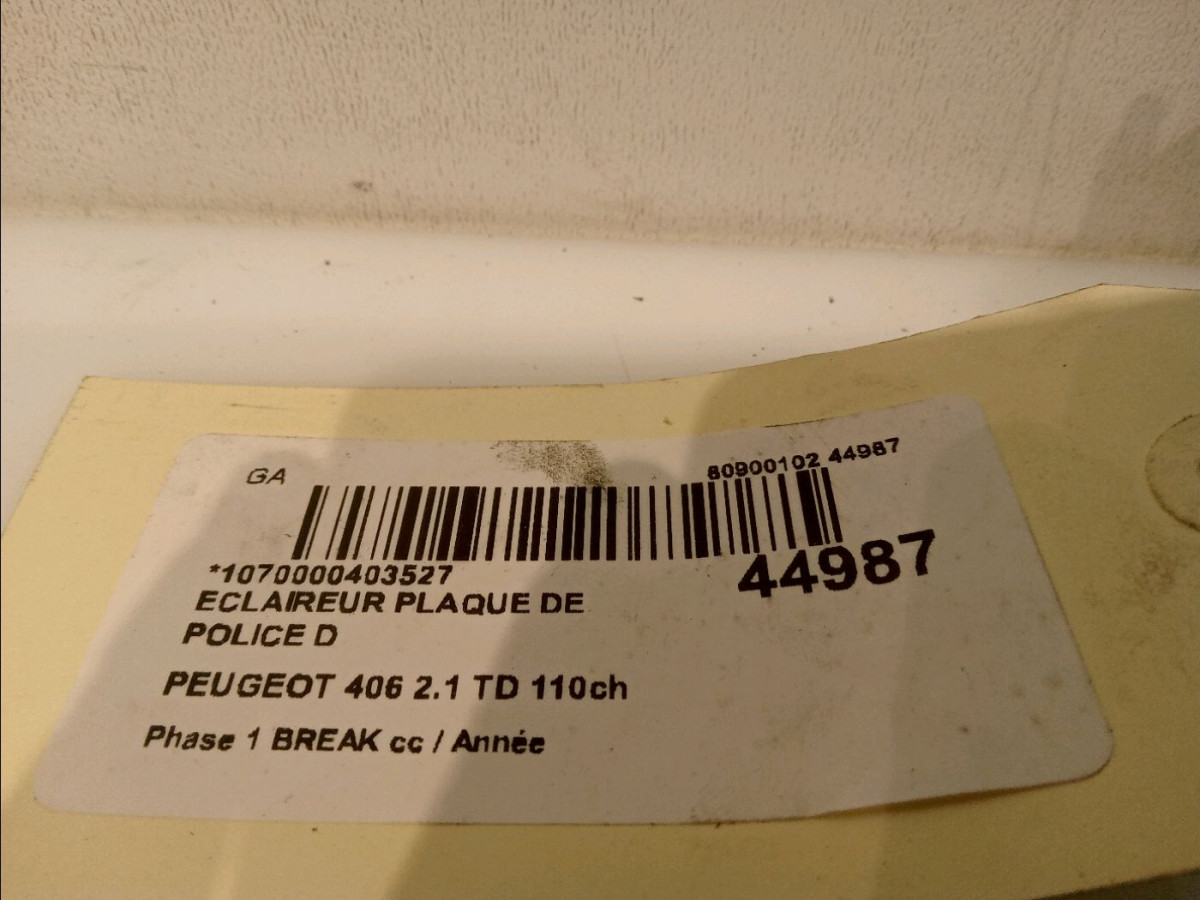 GA
80900102 44987
*1070000403527
44987
ECLAIREUR PLAQUE DE
POLICE D
PEUGEOT 406 2.1 TD 110ch
Phase 1 BREAK cc / Année